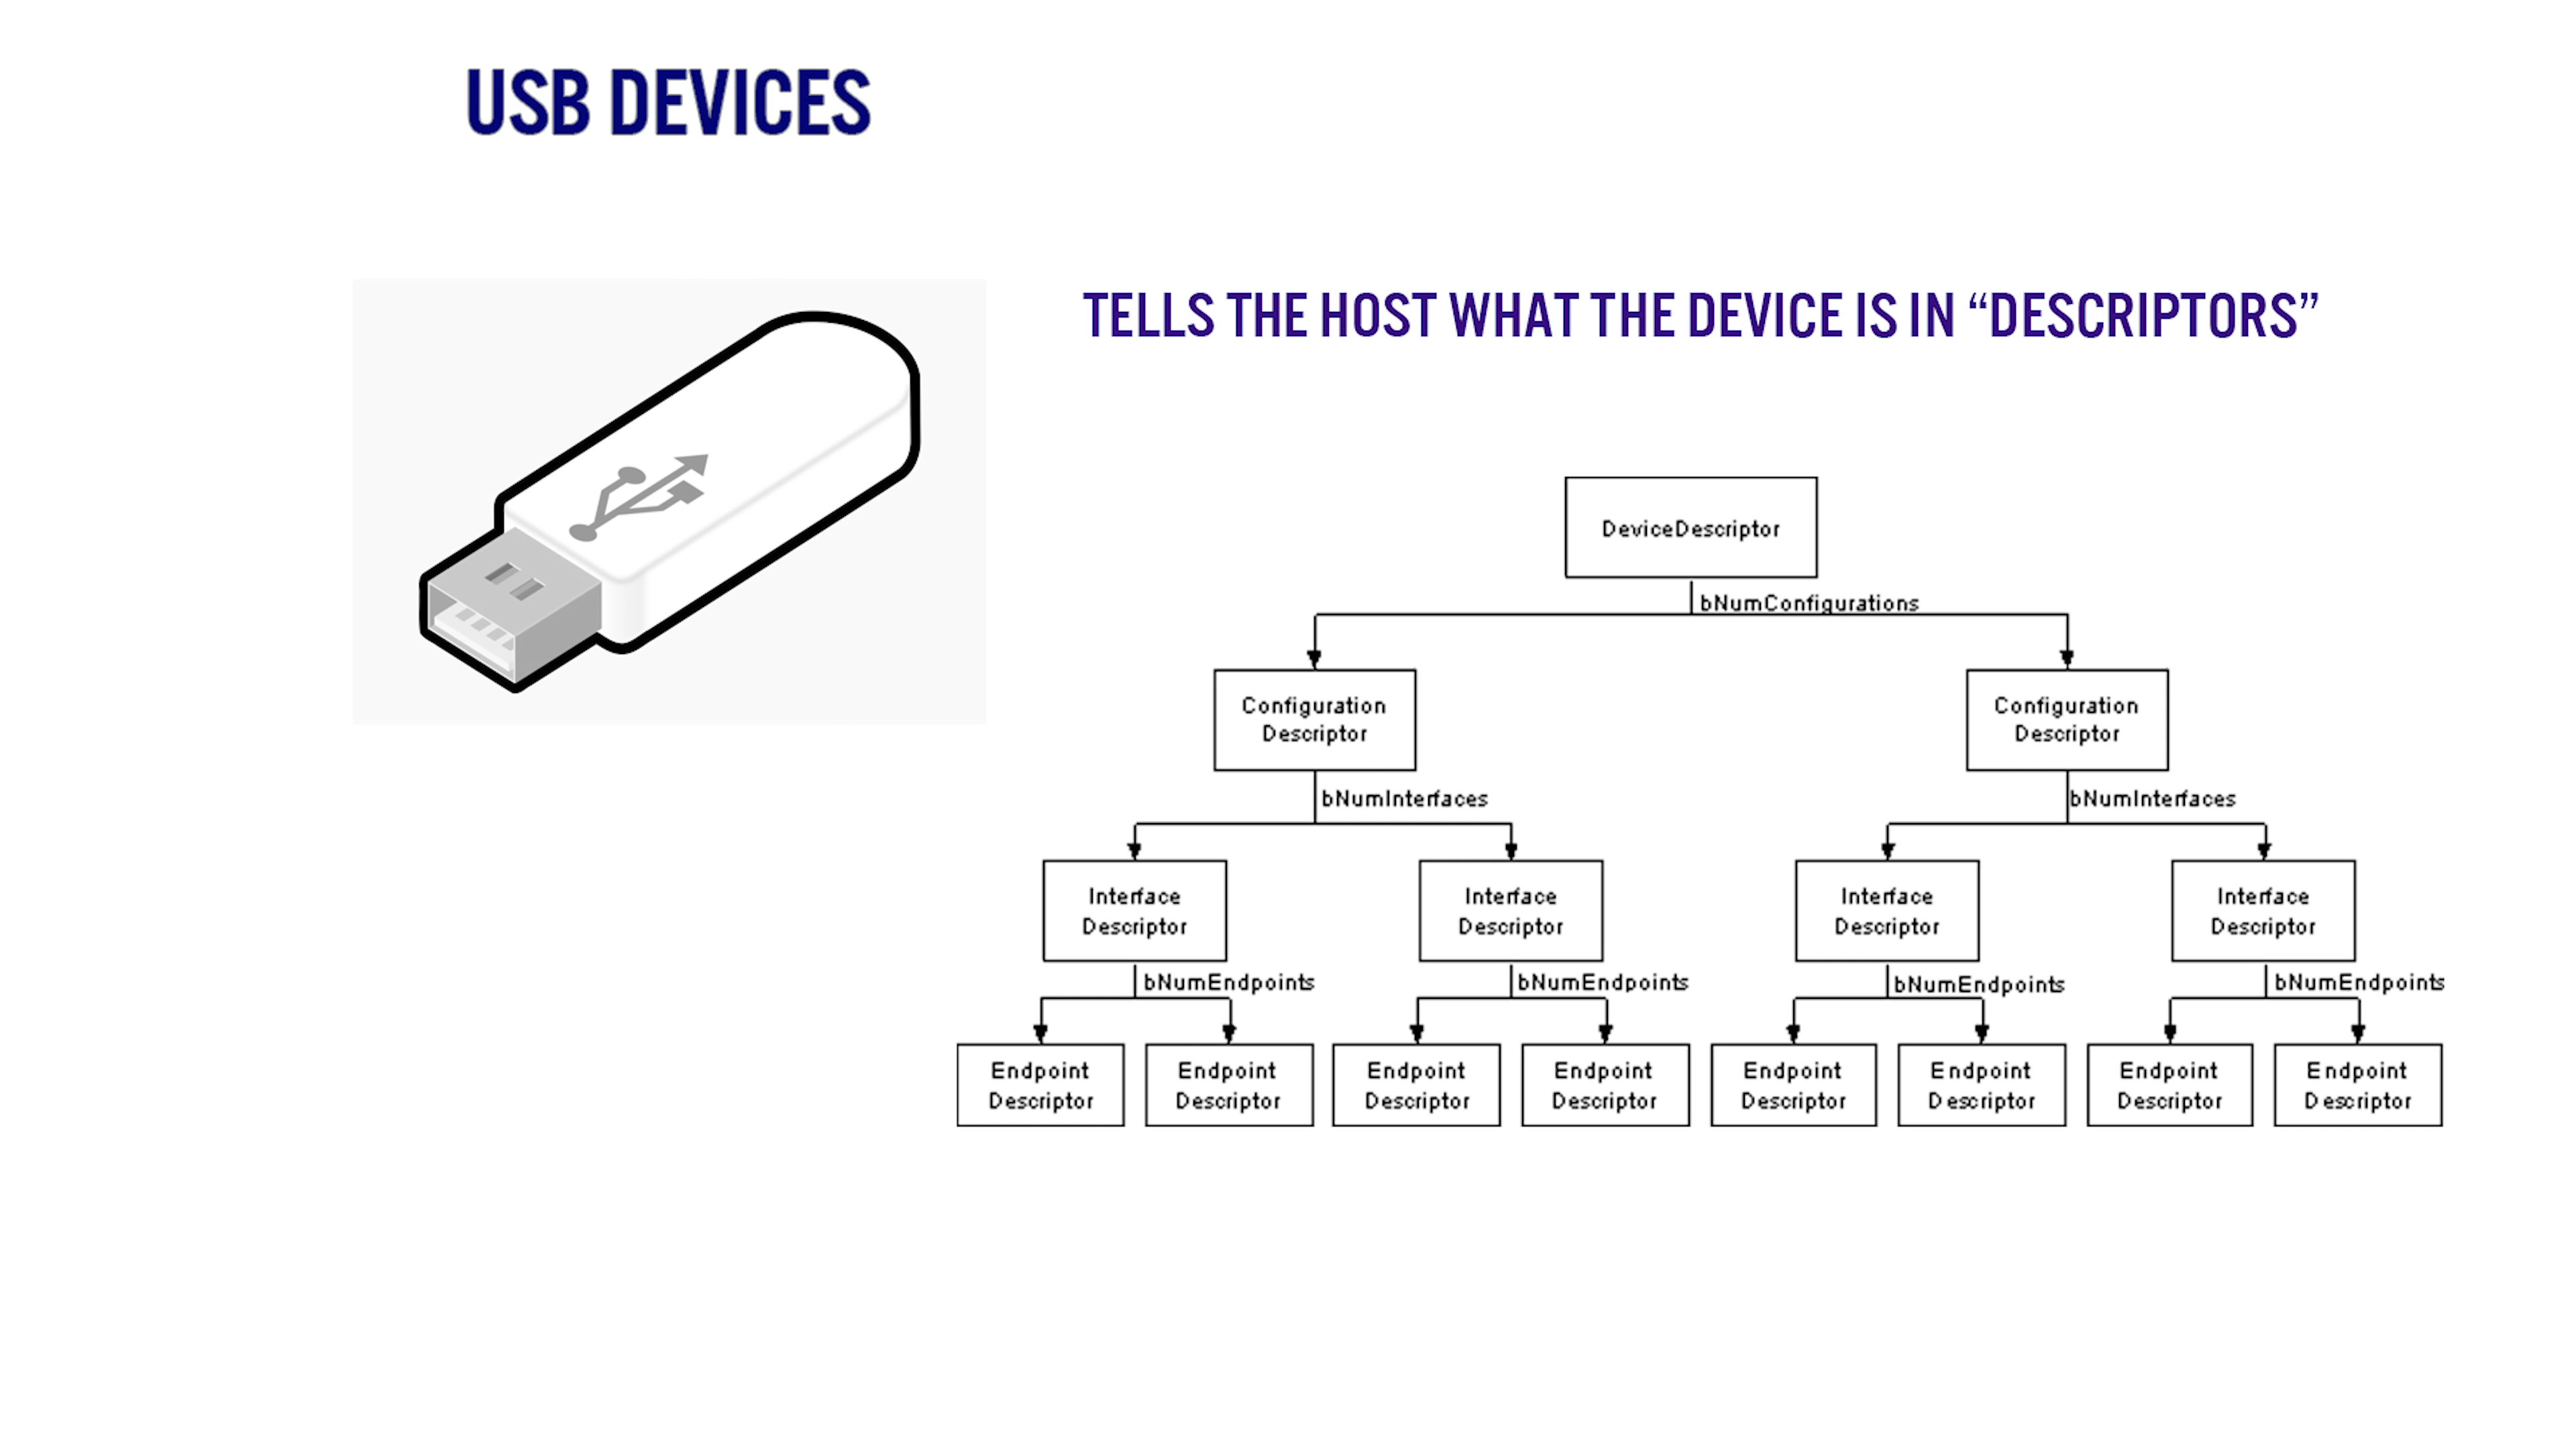 USB DEVICES
TELLS THE HOST WHAT THE DEVICE IS IN “DESCRIPTORS”
DeviceDescriptor
bNumConfigurations
Configuration
Descriptor
Configuration
Descriptor
bNumInterfaces
bNumInterfaces
Interface
Descriptor
Interface
Descriptor
Interface
Descriptor
Interface
Descriptor
bNumEndpoints
bNumEndpoints
bNumEndpoints
bNumEndpoints
Endpoint
Descriptor
Endpoint
Descriptor
Endpoint
Descriptor
Endpoint
Descriptor
Endpoint
Descriptor
Endpoint
Descriptor
Endpoint
Descriptor
Endpoint
Descriptor